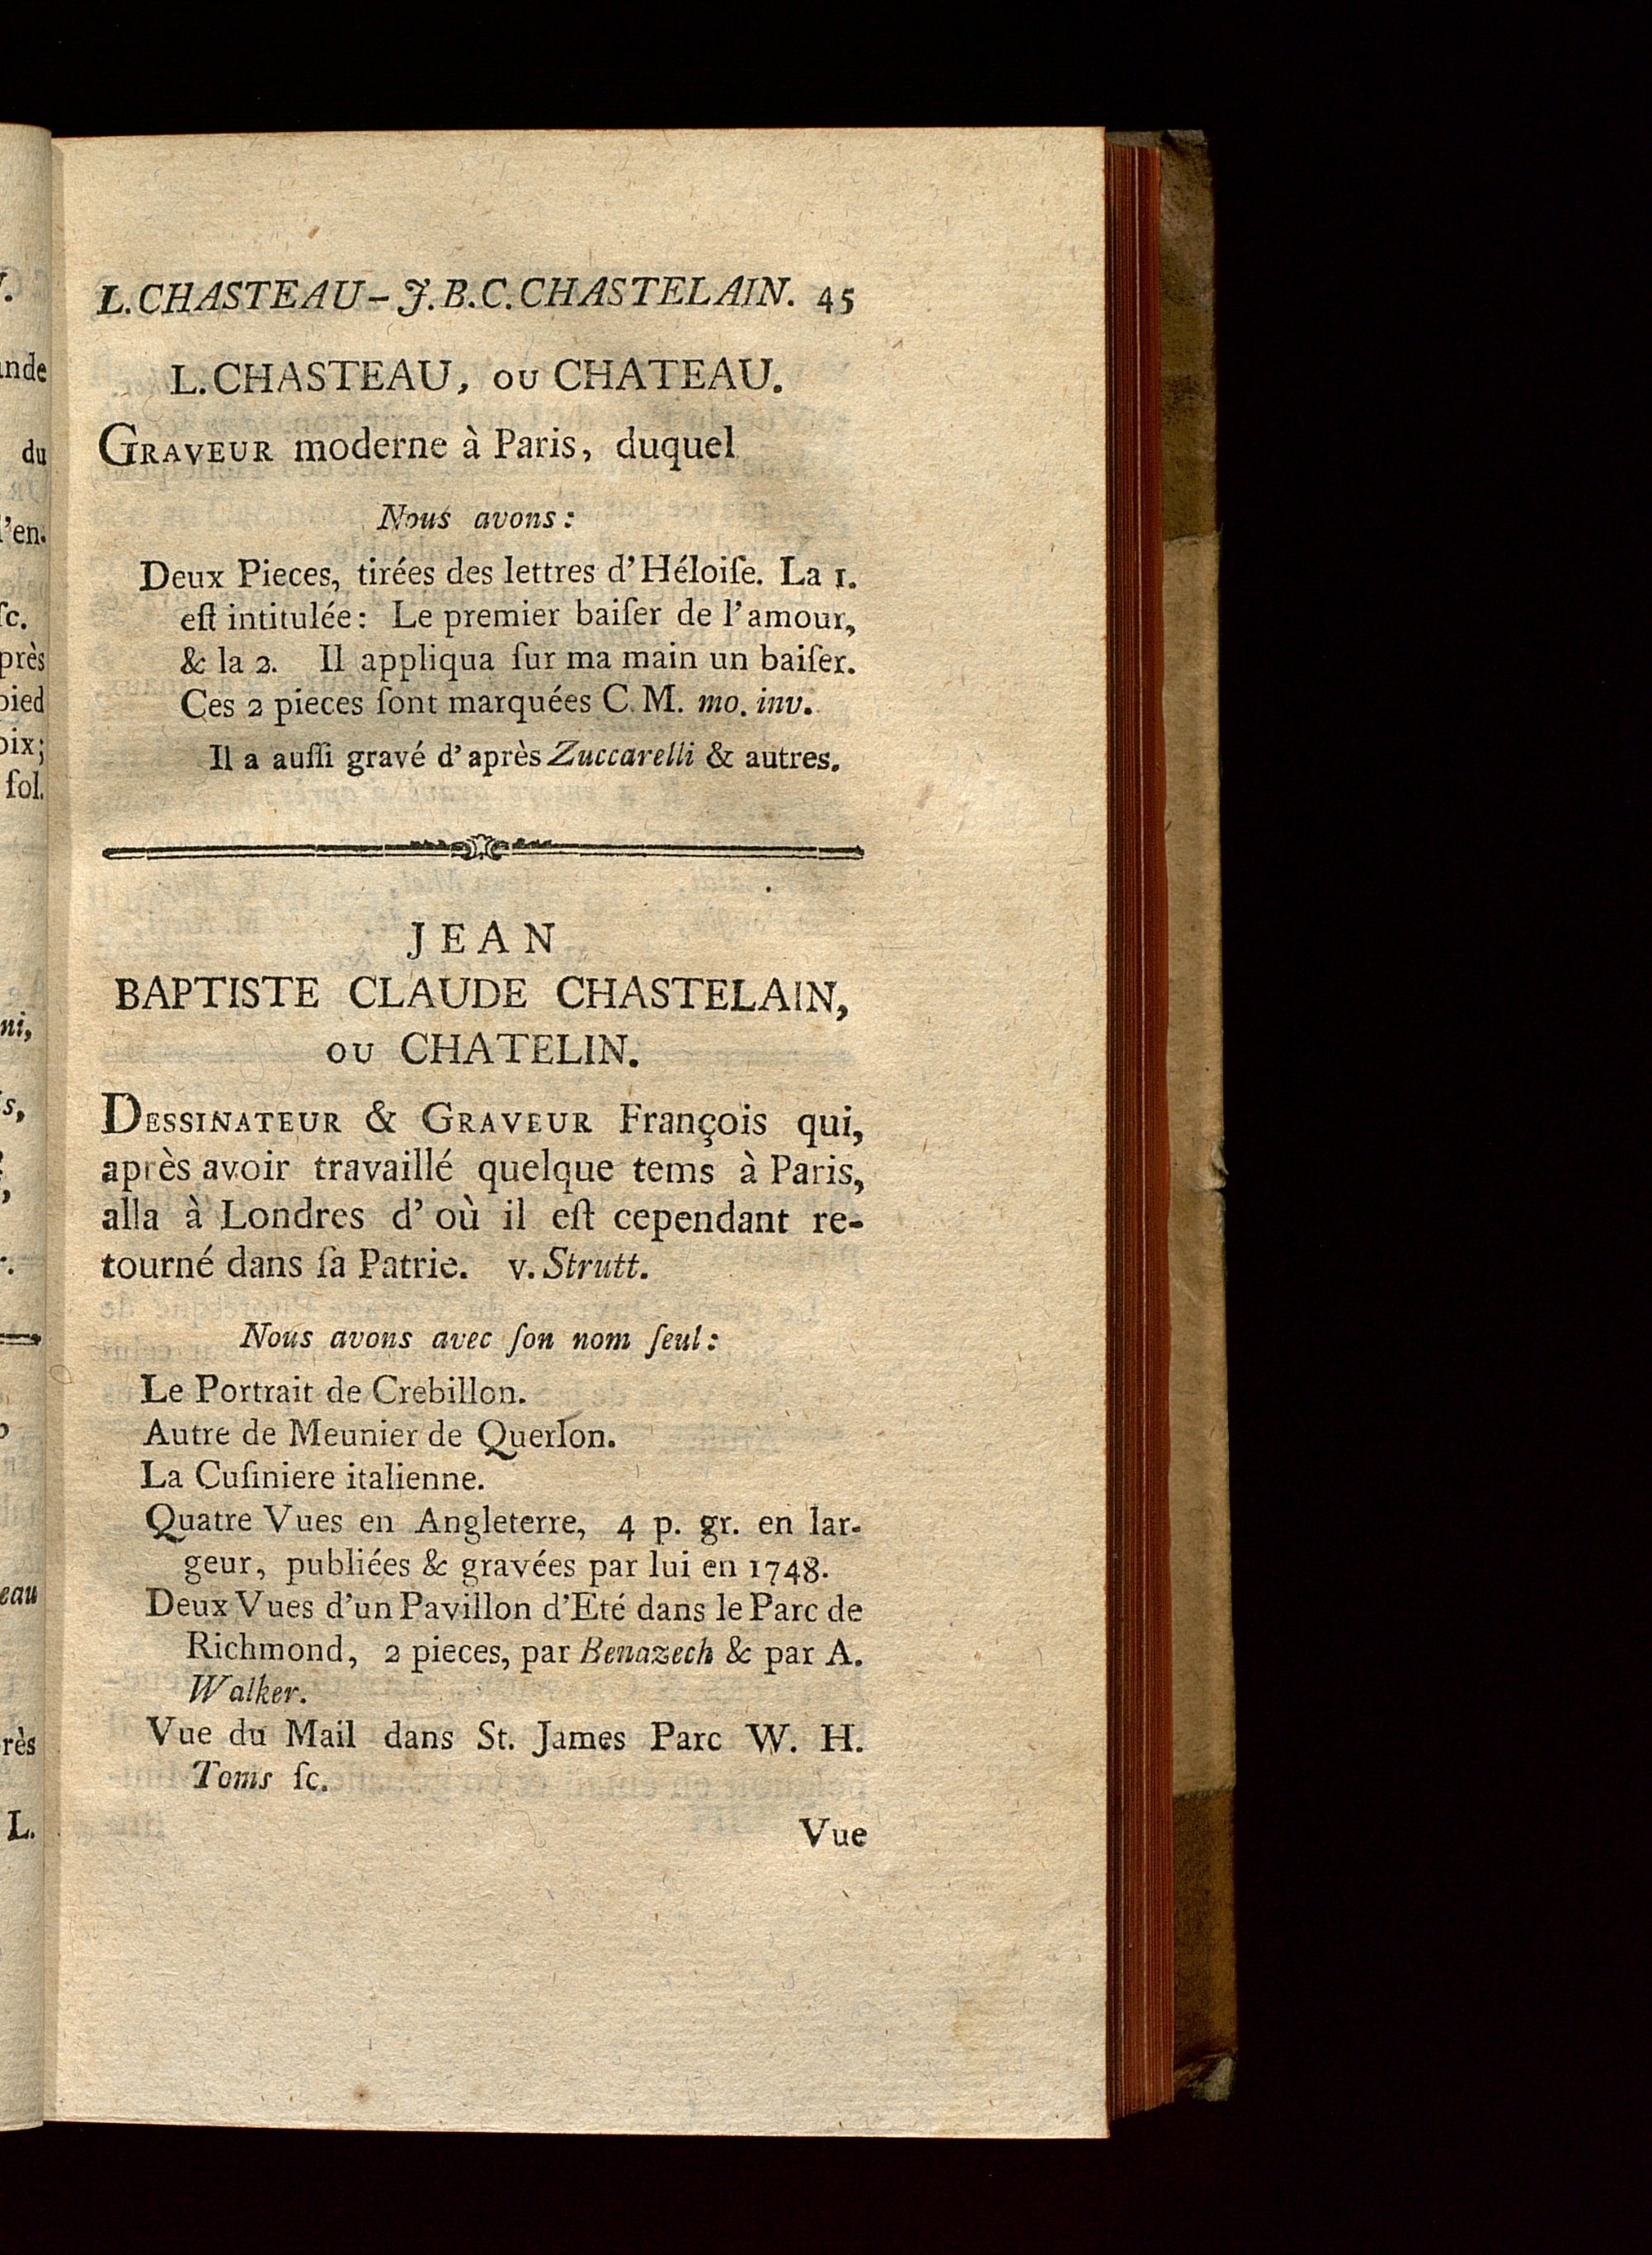 L. CHASTEAU - J. B. C. CHASTELAIN. 45
L. CHASTEAU, OU CHATEAU.
GRAVEUR moderne à Paris, duquel
Nous avons:
Deux Pieces, tirées des lettres d'Héloiſe. La 1.
eſt intitulée: Le premier baiſer de l'amour,
& la 2. Il appliqua ſur ma main un baiſer.
Ces 2 pieces ſont marquées C. M. mo. inv.
Il a auſſi gravé d'après Zuccarelli & autres.
JEAN
BAPTISTE CLAUDE CHASTELAIN,
OU CHATELIN.
DESSINATEUR & GRAVEUR François qui,
après avoir travaillé quelque tems à Paris,
alla à Londres d'où il eſt cependant re-
tourné dans ſa Patrie. v. Strutt.
Nous avons avec ſon nom ſeul:
Le Portrait de Crebillon.
Autre de Meunier de Querlon.
La Cuſiniere italienne.
Quatre Vues en Angleterre, 4 p. gr. en lar-
geur, publiées & gravées par lui en 1748.
Deux Vues d'un Pavillon d'Eté dans le Parc de
Richmond, 2 pieces, par Benazech & par A.
Walker.
Vue du Mail dans St. James Parc W. H.
Toms ſc.
Vue